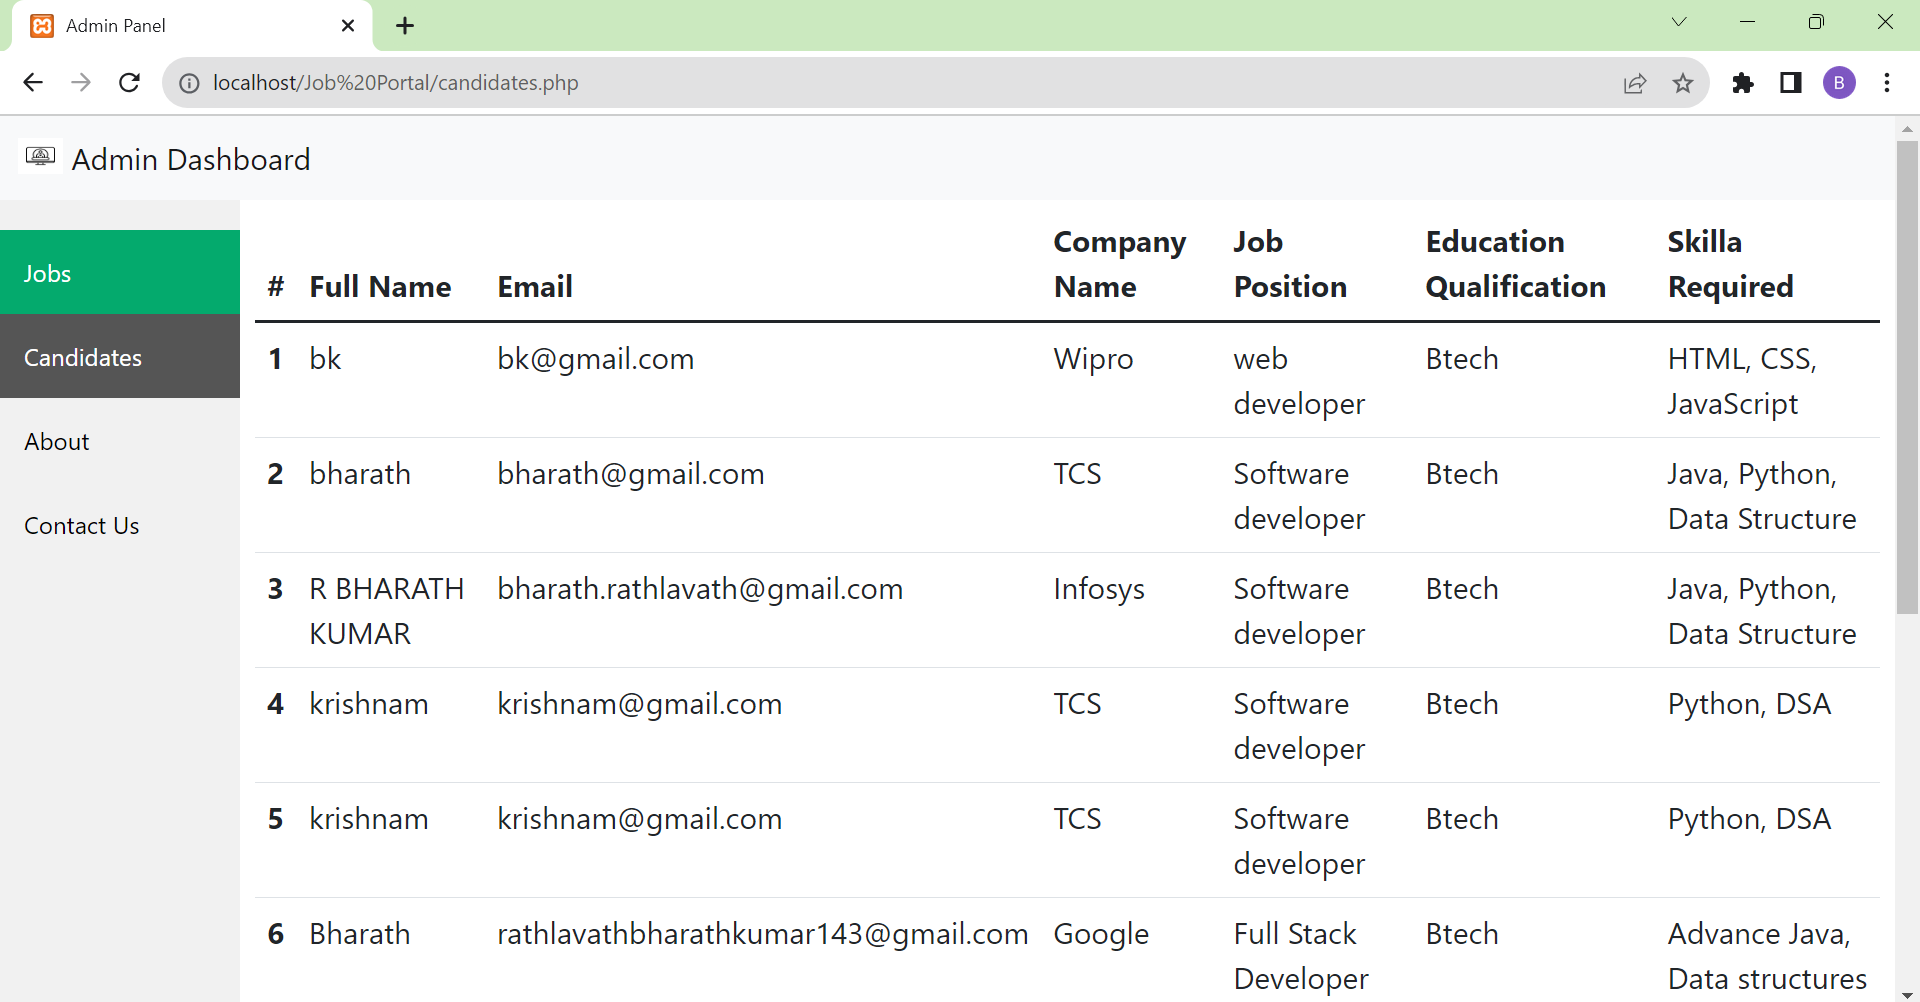 Admin Panel
localhost/Job%20Portal/candidates.php
B
Admin Dashboard
Jobs
Candidates
About
Contact Us
# Full Name Email Company Name Job Position Education Qualification Skilla Required
1 bk bk@gmail.com Wipro web developer Btech HTML, CSS, JavaScript
2 bharath bharath@gmail.com TCS Software developer Btech Java, Python, Data Structure
3 R BHARATH KUMAR bharath.rathlavath@gmail.com Infosys Software developer Btech Java, Python, Data Structure
4 krishnam krishnam@gmail.com TCS Software developer Btech Python, DSA
5 krishnam krishnam@gmail.com TCS Software developer Btech Python, DSA
6 Bharath rathlavathbharathkumar143@gmail.com Google Full Stack Developer Btech Advance Java, Data structures